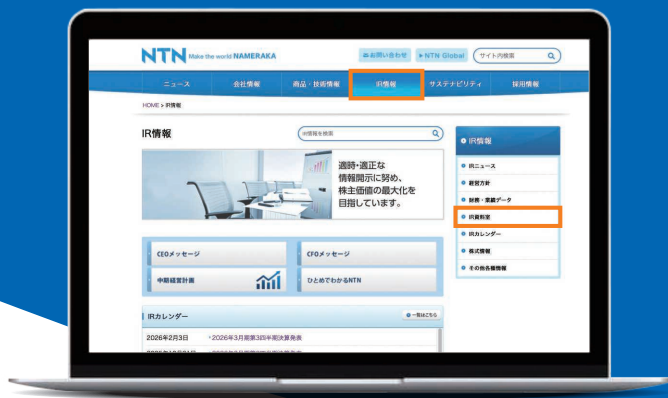 NTN Make the world NAMERAKA
お問い合わせ NTN Global サイト内検索
ニュース 会社情報 商品・技術情報 IR情報 サステナビリティ 採用情報
HOME > IR情報
IR情報
IR情報を検索
適時・適正な
情報開示に努め、
株主価値の最大化を
目指しています。
CEOメッセージ
CFOメッセージ
中期経営計画
ひとめでわかるNTN
IRカレンダー
一覧はこちら
2026年2月3日 2026年3月期第3四半期決算発表
IR情報
IRニュース
経営方針
財務・業績データ
IR資料室
IRカレンダー
株式情報
その他各種情報